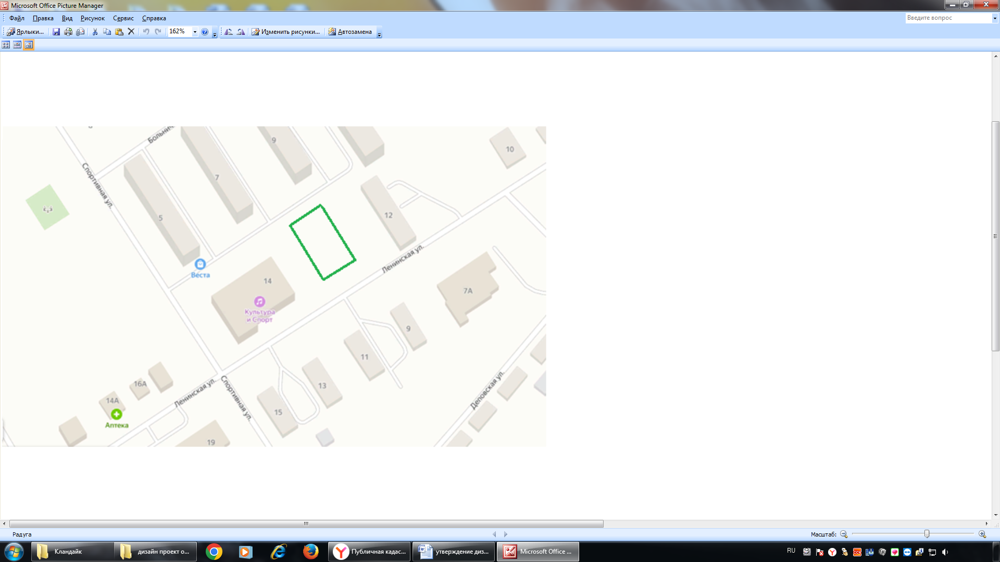 Microsoft Office Picture Manager
Файл Правка Вид Рисунок Сервис Справка
Введите вопрос
Ярлыки... 162% Изменить рисунки... Автозамена
Спортивная ул.
5
7
9
12
10
Веста
14
Культура
и Спорт
Ленинская ул.
7А
9
11
13
15
16А
14А
Аптека
Ленинская ул.
Спортивная ул.
19
Деповская ул.
Радуга
Масштаб:
Кландайк
дизайн проект о...
Публичная кадас...
утверждение диз...
Microsoft Office ...
RU